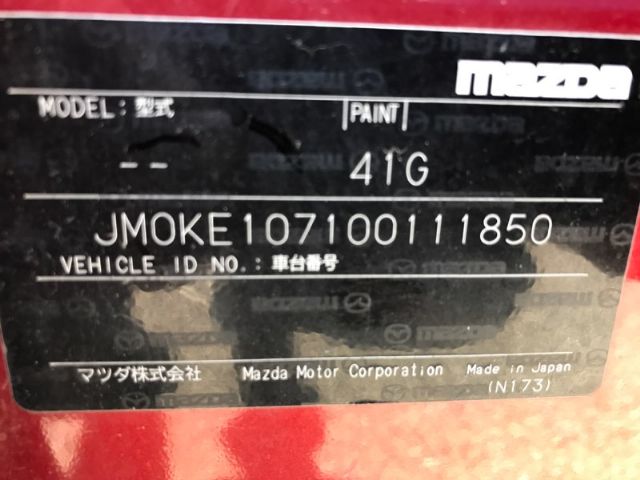 mazda
MODEL: 型式 PAINT
-- 41G
JM0KE107100111850
VEHICLE ID NO.: 車台番号
マツダ株式会社 Mazda Motor Corporation Made in Japan
(N173)